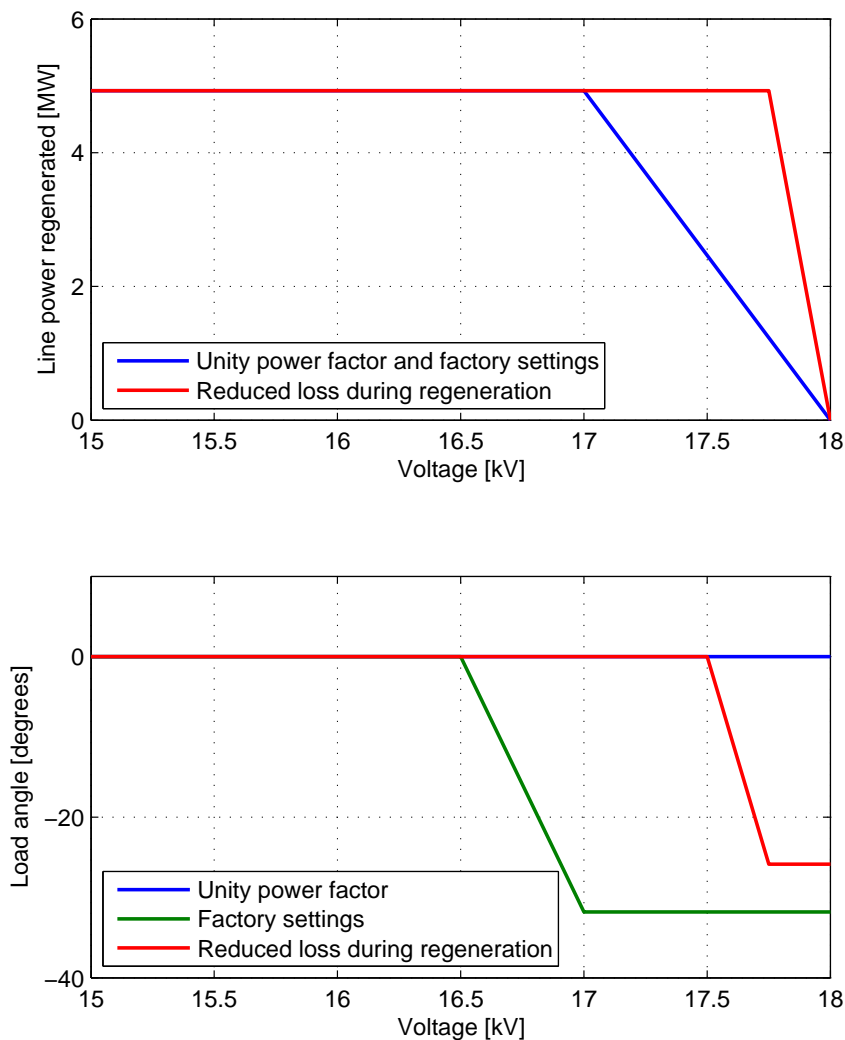 6
4
2
0
Line power regenerated [MW]
Unity power factor and factory settings
Reduced loss during regeneration
15 15.5 16 16.5 17 17.5 18
Voltage [kV]
0
−20
−40
Load angle [degrees]
Unity power factor
Factory settings
Reduced loss during regeneration
15 15.5 16 16.5 17 17.5 18
Voltage [kV]